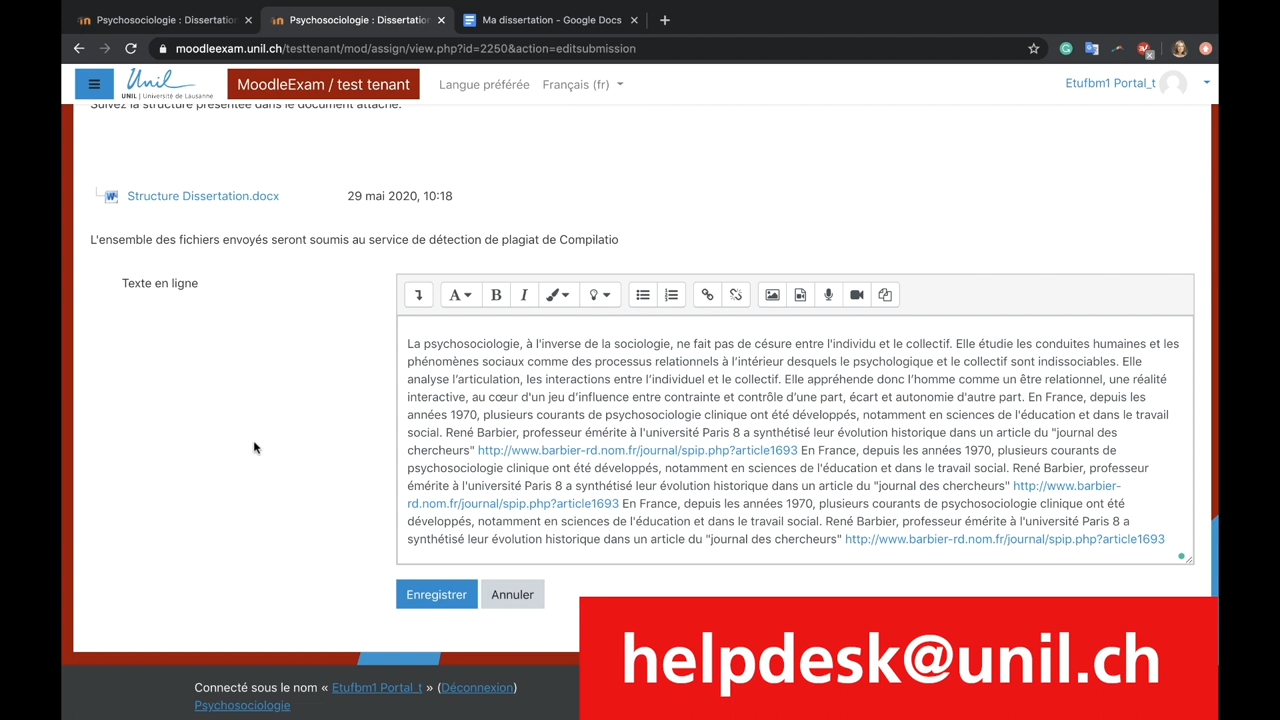 Psychosociologie : Dissertation
Psychosociologie : Dissertation
Ma dissertation - Google Docs
moodleexam.unil.ch/testtenant/mod/assign/view.php?id=2250&action=editsubmission
Unil
UNIL | Université de Lausanne
MoodleExam / test tenant
Langue préférée
Français (fr)
Etufbm1 Portal_t
Suivez la structure présentée dans le document attaché.
Structure Dissertation.docx
29 mai 2020, 10:18
L'ensemble des fichiers envoyés seront soumis au service de détection de plagiat de Compilatio
Texte en ligne
La psychosociologie, à l'inverse de la sociologie, ne fait pas de césure entre l'individu et le collectif. Elle étudie les conduites humaines et les
phénomènes sociaux comme des processus relationnels à l'intérieur desquels le psychologique et le collectif sont indissociables. Elle
analyse l'articulation, les interactions entre l'individuel et le collectif. Elle appréhende donc l'homme comme un être relationnel, une réalité
interactive, au cœur d'un jeu d'influence entre contrainte et contrôle d'une part, écart et autonomie d'autre part. En France, depuis les
années 1970, plusieurs courants de psychosociologie clinique ont été développés, notamment en sciences de l'éducation et dans le travail
social. René Barbier, professeur émérite à l'université Paris 8 a synthétisé leur évolution historique dans un article du "journal des
chercheurs" http://www.barbier-rd.nom.fr/journal/spip.php?article1693 En France, depuis les années 1970, plusieurs courants de
psychosociologie clinique ont été développés, notamment en sciences de l'éducation et dans le travail social. René Barbier, professeur
émérite à l'université Paris 8 a synthétisé leur évolution historique dans un article du "journal des chercheurs" http://www.barbier-
rd.nom.fr/journal/spip.php?article1693 En France, depuis les années 1970, plusieurs courants de psychosociologie clinique ont été
développés, notamment en sciences de l'éducation et dans le travail social. René Barbier, professeur émérite à l'université Paris 8 a
synthétisé leur évolution historique dans un article du "journal des chercheurs" http://www.barbier-rd.nom.fr/journal/spip.php?article1693
Enregistrer
Annuler
helpdesk@unil.ch
Connecté sous le nom « Etufbm1 Portal_t » (Déconnexion)
Psychosociologie